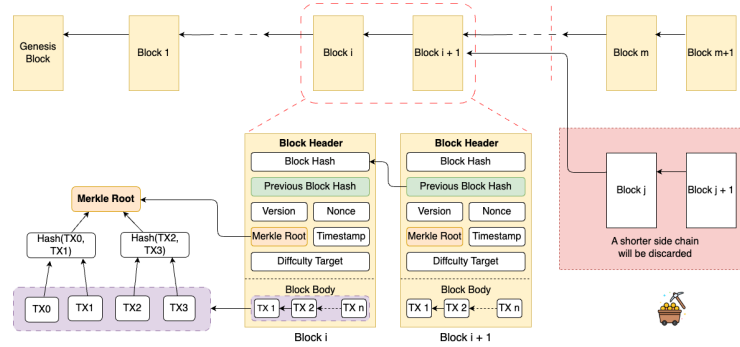 Genesis
Block
Block 1
Block i
Block i + 1
Block m
Block m+1
Block j
Block j + 1
A shorter side chain
will be discarded
Block Header
Block Hash
Previous Block Hash
Version
Nonce
Merkle Root
Timestamp
Diffculty Target
Block Body
TX 1
TX 2
TX n
Block i
Block Header
Block Hash
Previous Block Hash
Version
Nonce
Merkle Root
Timestamp
Diffculty Target
Block Body
TX 1
TX 2
TX n
Block i + 1
Merkle Root
Hash(TX0,
TX1)
Hash(TX2,
TX3)
TX0
TX1
TX2
TX3